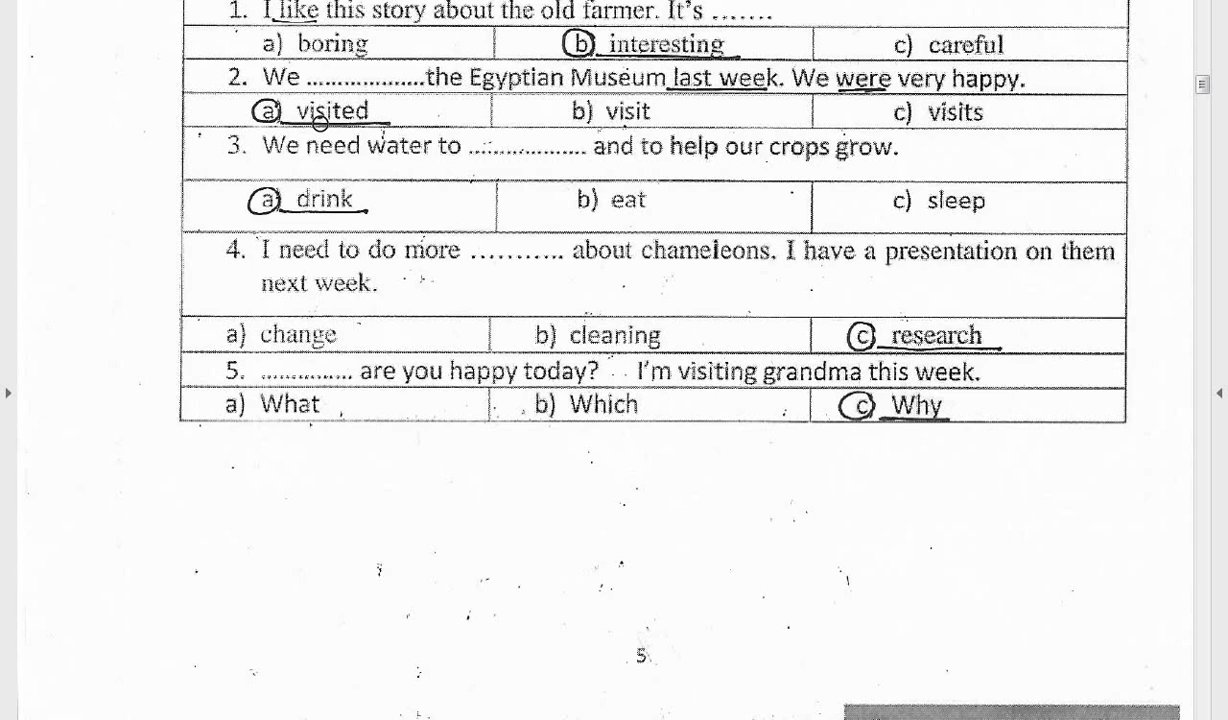 1. I like this story about the old farmer. It's .......
a) boring b) interesting c) careful
2. We ....................the Egyptian Museum last week. We were very happy.
a) visited b) visit c) visits
3. We need water to .................... and to help our crops grow.
a) drink b) eat c) sleep
4. I need to do more ........... about chameleons. I have a presentation on them
next week.
a) change b) cleaning c) research
5. ............... are you happy today? I'm visiting grandma this week.
a) What b) Which c) Why
5